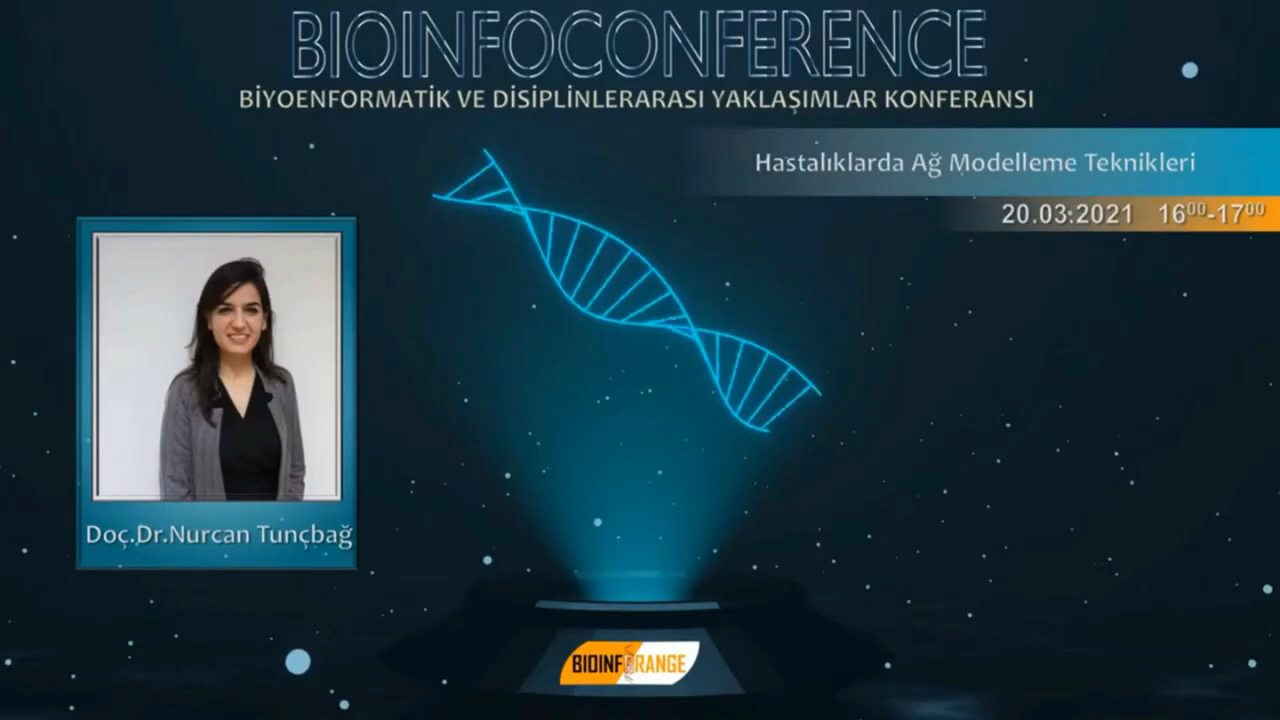 BIOINFOCONFERENCE
BİYOENFORMATİK VE DİSİPLİNLERARASI YAKLAŞIMLAR KONFERANSI
Hastalıklarda Ağ Modelleme Teknikleri
20.03.2021 16⁰⁰-17⁰⁰
Doç.Dr.Nurcan Tunçbağ
BIOINFORANGE